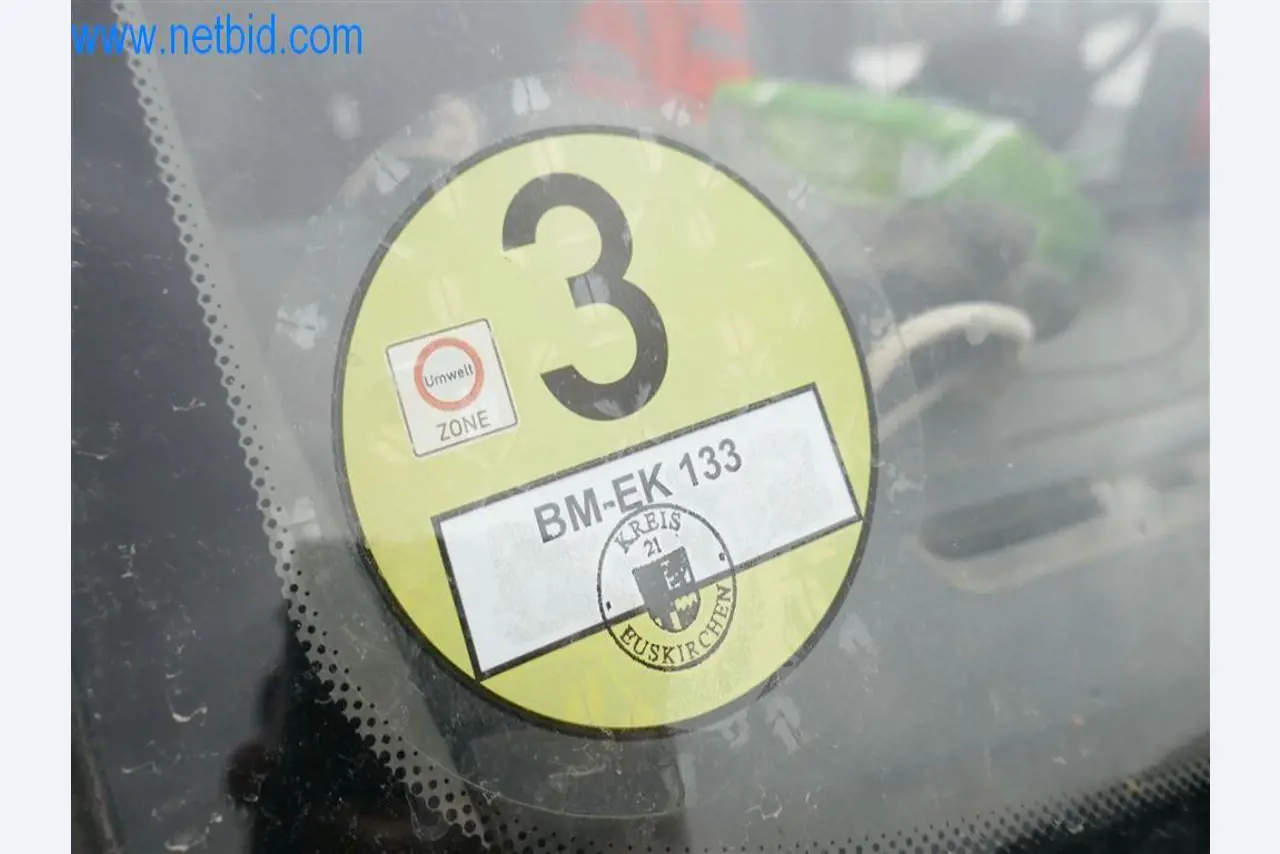 www.netbid.com
3
Umwelt
ZONE
BM-EK 133
KREIS
21
EUSKIRCHEN